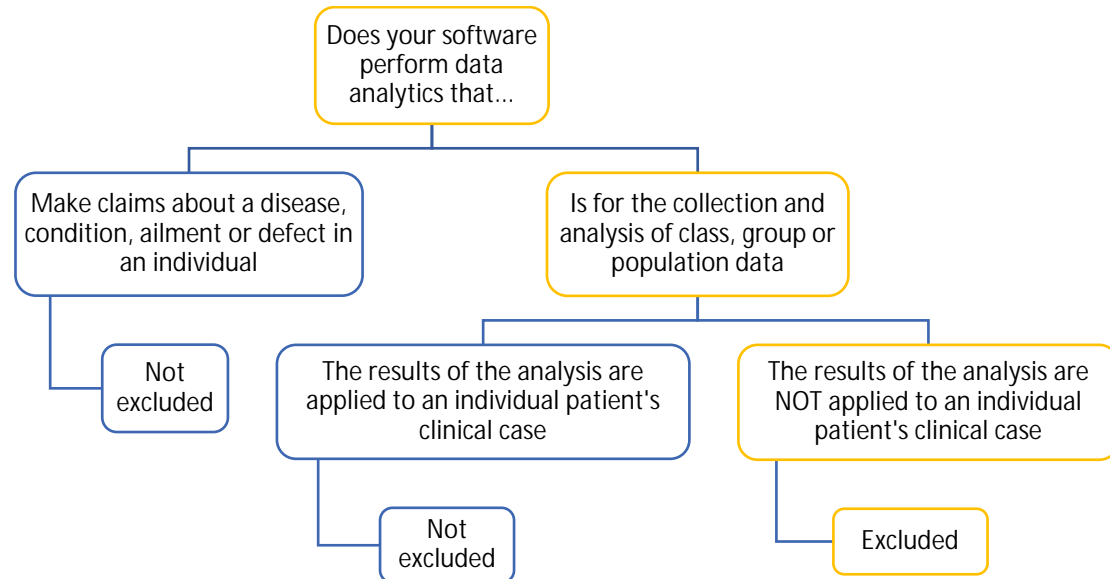 Does your software
perform data
analytics that...
Make claims about a disease,
condition, ailment or defect in
an individual
Is for the collection and
analysis of class, group or
population data
Not
excluded
The results of the analysis are
applied to an individual patient's
clinical case
The results of the analysis are
NOT applied to an individual
patient's clinical case
Not
excluded
Excluded